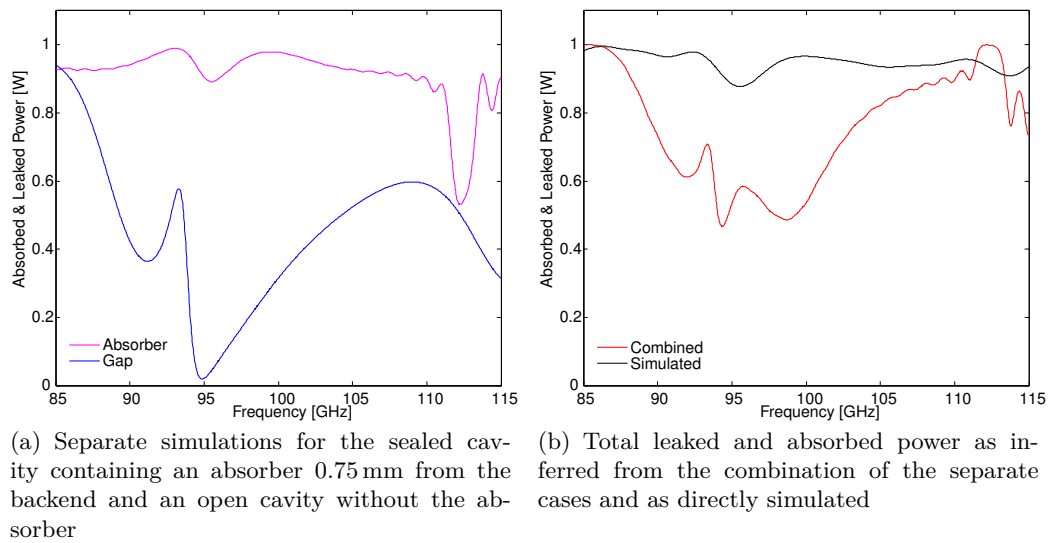 Absorbed & Leaked Power [W]
1
0.8
0.6
0.4
0.2
0
Absorber
Gap
85
90
95
100
105
110
115
Frequency [GHz]
(a) Separate simulations for the sealed cav-
ity containing an absorber 0.75 mm from the
backend and an open cavity without the ab-
sorber
Absorbed & Leaked Power [W]
1
0.8
0.6
0.4
0.2
0
Combined
Simulated
85
90
95
100
105
110
115
Frequency [GHz]
(b) Total leaked and absorbed power as in-
ferred from the combination of the separate
cases and as directly simulated